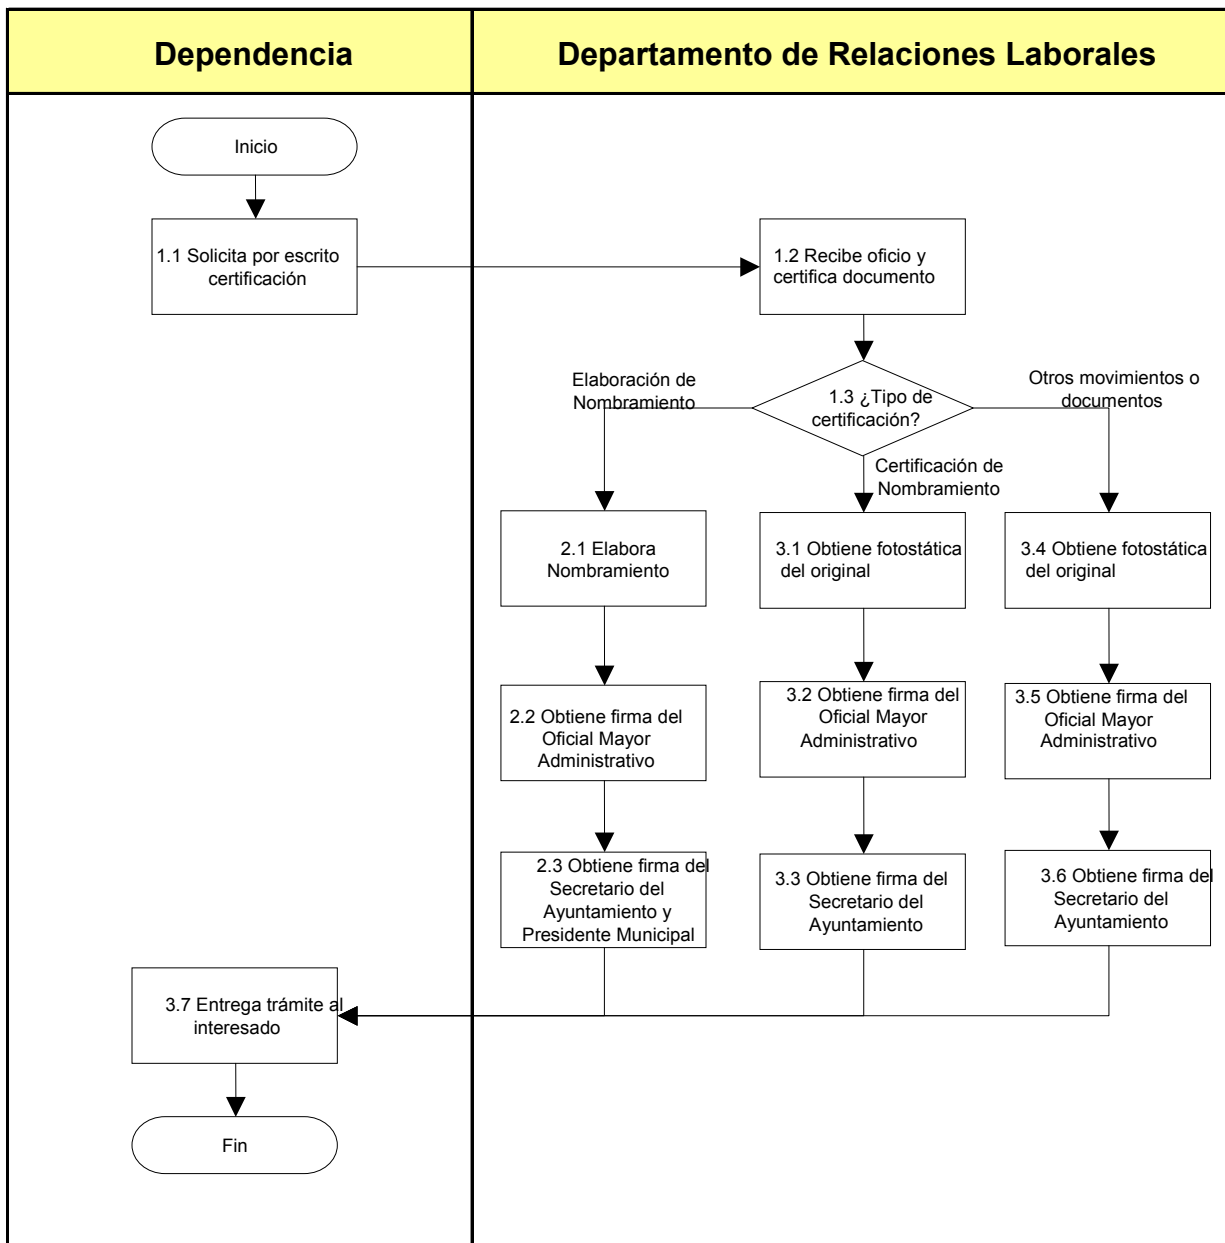 Dependencia
Departamento de Relaciones Laborales
Inicio
1.1 Solicita por escrito
certificación
1.2 Recibe oficio y
certifica documento
Elaboración de
Nombramiento
1.3 ¿Tipo de
certificación?
Otros movimientos o
documentos
Certificación de
Nombramiento
2.1 Elabora
Nombramiento
3.1 Obtiene fotostática
del original
3.4 Obtiene fotostática
del original
2.2 Obtiene firma del
Oficial Mayor
Administrativo
3.2 Obtiene firma del
Oficial Mayor
Administrativo
3.5 Obtiene firma del
Oficial Mayor
Administrativo
2.3 Obtiene firma del
Secretario del
Ayuntamiento y
Presidente Municipal
3.3 Obtiene firma del
Secretario del
Ayuntamiento
3.6 Obtiene firma del
Secretario del
Ayuntamiento
3.7 Entrega trámite al
interesado
Fin